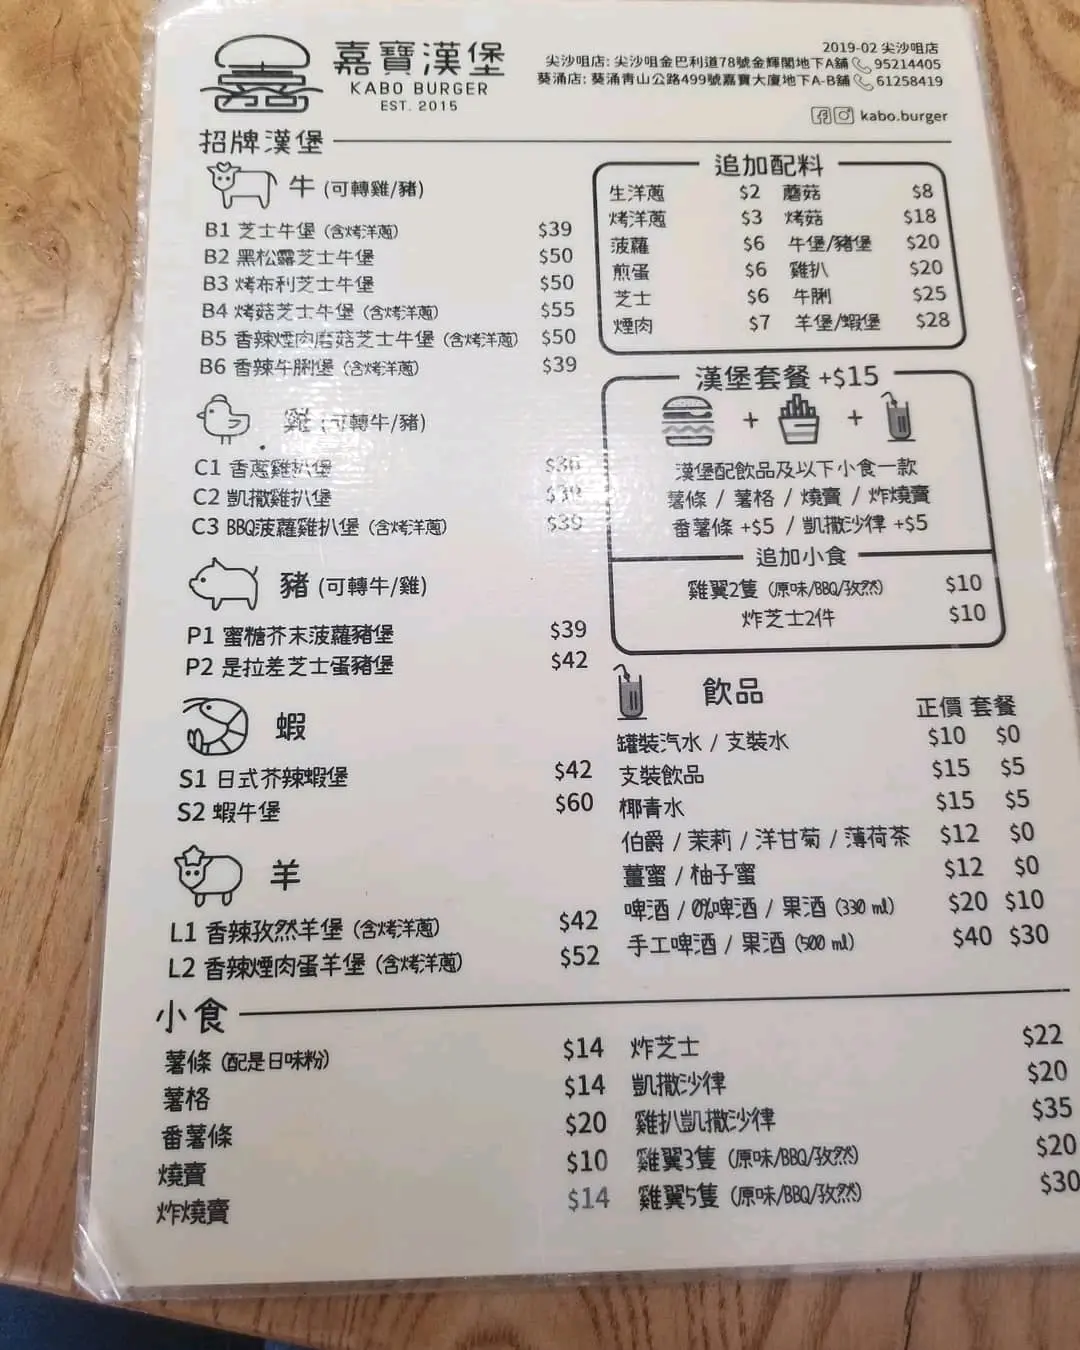 嘉寶漢堡
KABO BURGER
EST. 2015
2019-02 尖沙咀店
尖沙咀店: 尖沙咀金巴利道78號金輝閣地下A舖 95214405
葵涌店: 葵涌青山公路499號嘉寶大廈地下A-B舖 61258419
kabo.burger
招牌漢堡
牛 (可轉雞/豬)
B1 芝士牛堡 (含烤洋蔥) $39
B2 黑松露芝士牛堡 $50
B3 烤布利芝士牛堡 $50
B4 烤菇芝士牛堡 (含烤洋蔥) $55
B5 香辣煙肉磨菇芝士牛堡 (含烤洋蔥) $50
B6 香辣牛脷堡 (含烤洋蔥) $39
雞 (可轉牛/豬)
C1 香蔥雞扒堡
C2 凱撒雞扒堡
C3 BBQ菠蘿雞扒堡 (含烤洋蔥) $39
豬 (可轉牛/雞)
P1 蜜糖芥末菠蘿豬堡 $39
P2 是拉差芝士蛋豬堡 $42
蝦
S1 日式芥辣蝦堡 $42
S2 蝦牛堡 $60
羊
L1 香辣孜然羊堡 (含烤洋蔥) $42
L2 香辣煙肉蛋羊堡 (含烤洋蔥) $52
追加配料
生洋蔥 $2 蘑菇 $8
烤洋蔥 $3 烤菇 $18
菠蘿 $6 牛堡/豬堡 $20
煎蛋 $6 雞扒 $20
芝士 $6 牛脷 $25
煙肉 $7 羊堡/蝦堡 $28
漢堡套餐 +$15
+ +
漢堡配飲品及以下小食一款
薯條 / 薯格 / 燒賣 / 炸燒賣
番薯條 +$5 / 凱撒沙律 +$5
追加小食
雞翼2隻 (原味/BBQ/孜然) $10
炸芝士2件 $10
飲品 正價 套餐
罐裝汽水 / 支裝水 $10 $0
支裝飲品 $15 $5
椰青水 $15 $5
伯爵 / 茉莉 / 洋甘菊 / 薄荷茶 $12 $0
薑蜜 / 柚子蜜 $12 $0
啤酒 / 0%啤酒 / 果酒 (330 ml) $20 $10
手工啤酒 / 果酒 (500 ml) $40 $30
小食
薯條 (配是日味粉) $14
薯格 $14
番薯條 $20
燒賣 $10
炸燒賣 $14
炸芝士 $22
凱撒沙律 $20
雞扒凱撒沙律 $35
雞翼3隻 (原味/BBQ/孜然) $20
雞翼5隻 (原味/BBQ/孜然) $30